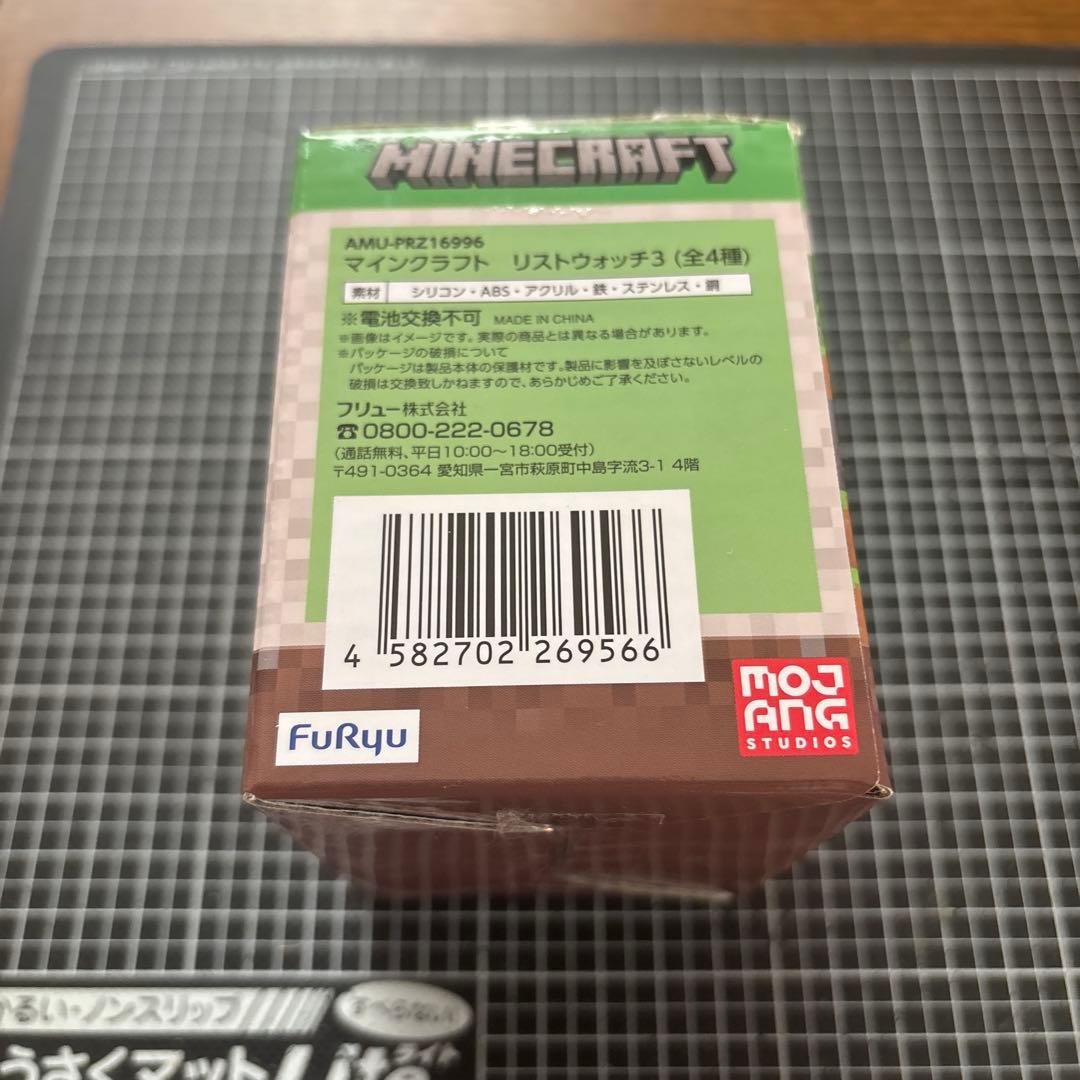 MINECRAFT
AMU-PRZ16996
マインクラフト リストウォッチ3(全4種)
素材 シリコン・ABS・アクリル・鉄・ステンレス・銅
※電池交換不可 MADE IN CHINA
※画像はイメージです。実際の商品とは異なる場合があります。
※パッケージの破損について
パッケージは製品本体の保護材です。製品に影響を及ぼさないレベルの
破損は交換致しかねますので、あらかじめご了承ください。
フリュー株式会社
☎0800-222-0678
(通話無料、平日10:00〜18:00受付)
〒491-0364 愛知県一宮市萩原町中島字流3-1 4階
4 582702 269566
MOJ
ANG
STUDIOS
FuRyu
かるい・ノンスリップ
うさくマット
ライト